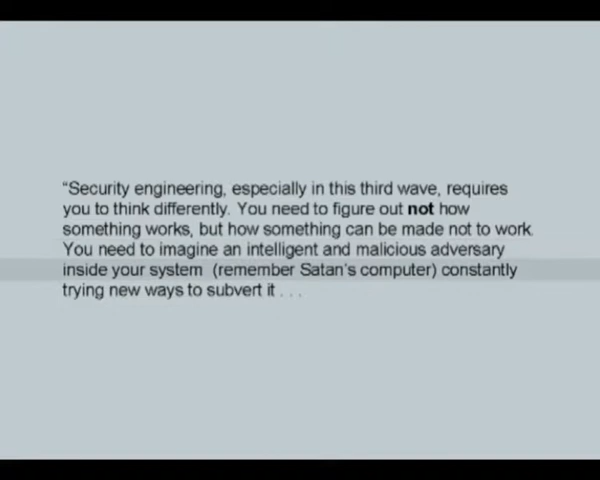 “Security engineering, especially in this third wave, requires
you to think differently. You need to figure out not how
something works, but how something can be made not to work.
You need to imagine an intelligent and malicious adversary
inside your system  (remember Satan’s computer) constantly
trying new ways to subvert it . . .